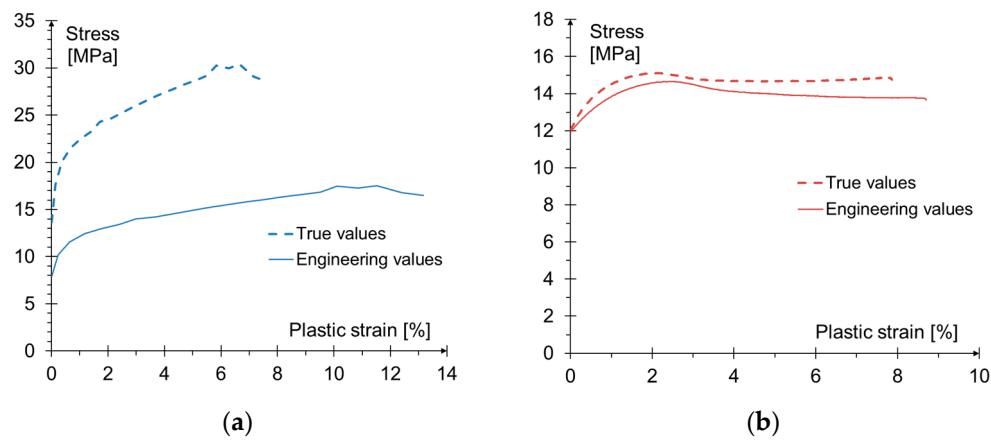 Stress
[MPa]
35
30
25
20
15
10
5
0
True values
Engineering values
Plastic strain [%]
0 2 4 6 8 10 12 14
(a)
Stress
[MPa]
18
16
14
12
10
8
6
4
2
0
True values
Engineering values
Plastic strain [%]
0 2 4 6 8 10
(b)